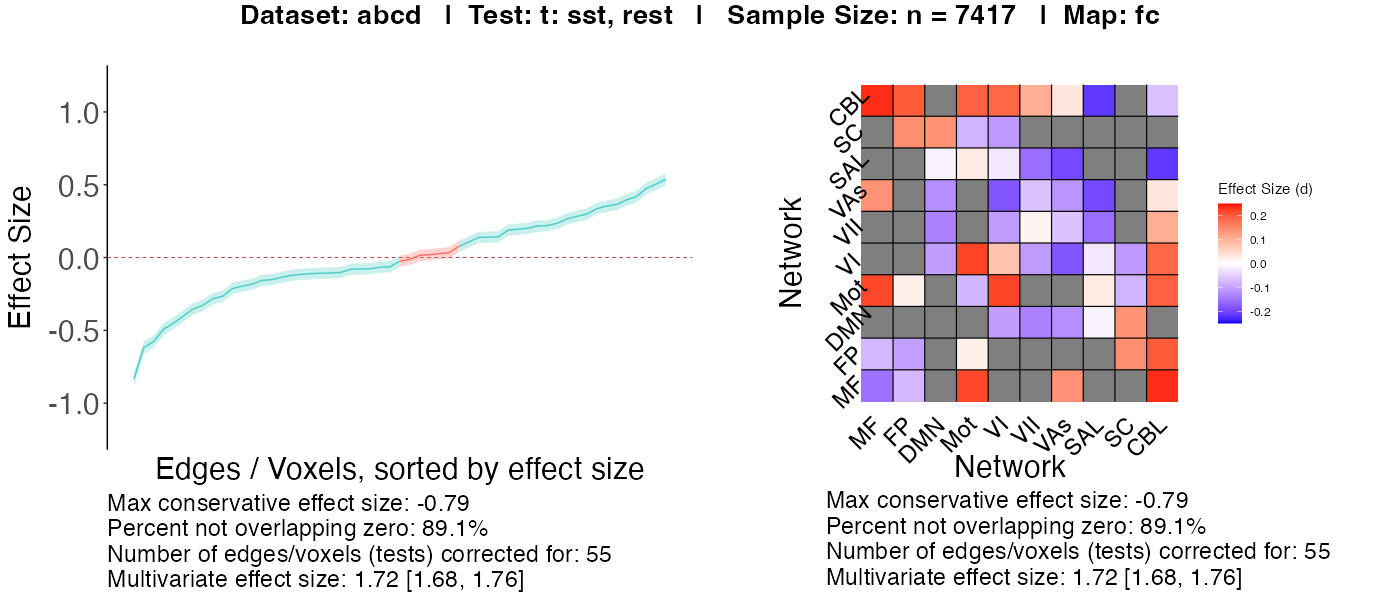 Dataset: abcd | Test: t: sst, rest | Sample Size: n = 7417 | Map: fc
Effect Size
1.0
0.5
0.0
-0.5
-1.0
Edges / Voxels, sorted by effect size
Max conservative effect size: -0.79
Percent not overlapping zero: 89.1%
Number of edges/voxels (tests) corrected for: 55
Multivariate effect size: 1.72 [1.68, 1.76]
Network
CBL
SC
SAL
VAs
VII
VI
Mot
DMN
FP
MF
MF FP DMN Mot VI VII VAs SAL SC CBL
Network
Effect Size (d)
0.2
0.1
0.0
-0.1
-0.2
Max conservative effect size: -0.79
Percent not overlapping zero: 89.1%
Number of edges/voxels (tests) corrected for: 55
Multivariate effect size: 1.72 [1.68, 1.76]